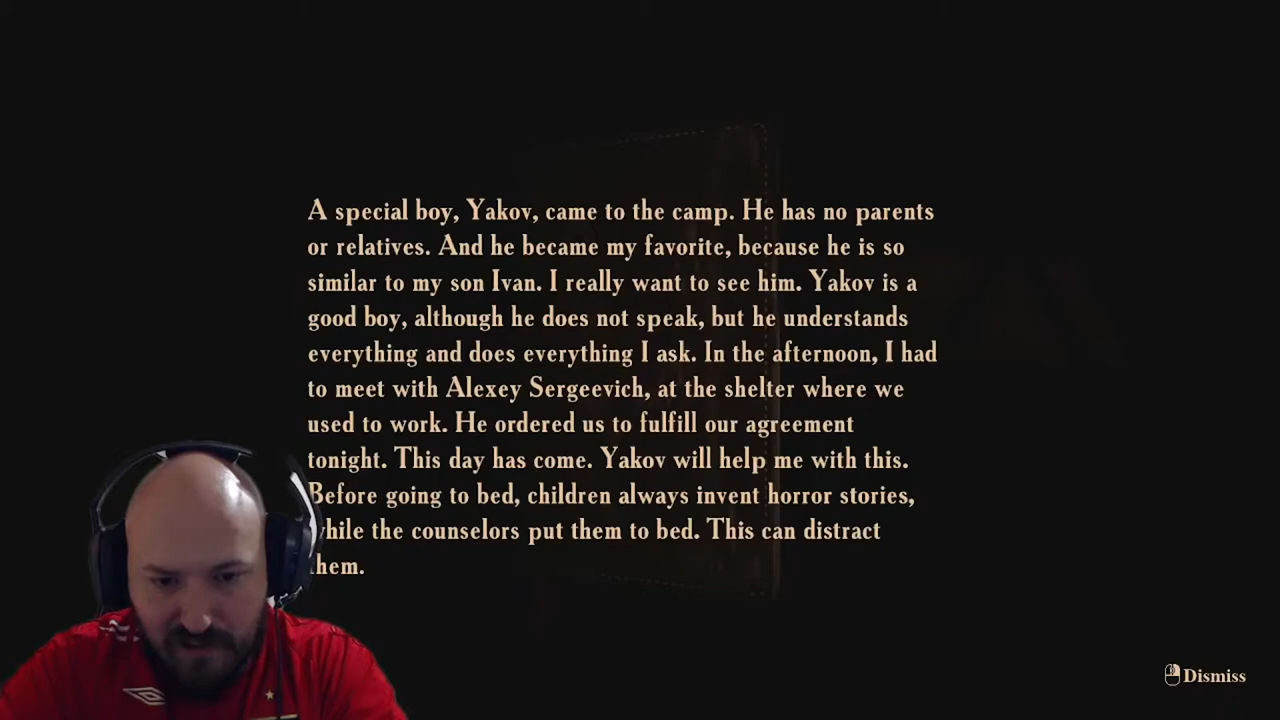 A special boy, Yakov, came to the camp. He has no parents
or relatives. And he became my favorite, because he is so
similar to my son Ivan. I really want to see him. Yakov is a
good boy, although he does not speak, but he understands
everything and does everything I ask. In the afternoon, I had
to meet with Alexey Sergeevich, at the shelter where we
used to work. He ordered us to fulfill our agreement
tonight. This day has come. Yakov will help me with this.
Before going to bed, children always invent horror stories,
while the counselors put them to bed. This can distract
them.
Dismiss